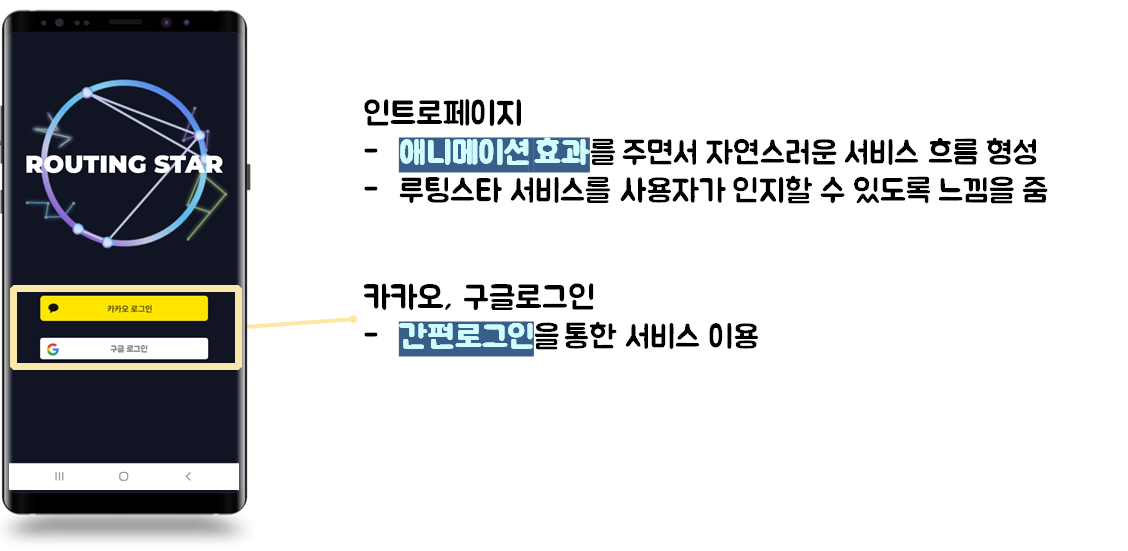 ROUTING STAR
카카오 로그인
구글 로그인
인트로페이지
- 애니메이션 효과를 주면서 자연스러운 서비스 흐름 형성
- 루팅스타 서비스를 사용자가 인지할 수 있도록 느낌을 줌
카카오, 구글로그인
- 간편로그인을 통한 서비스 이용